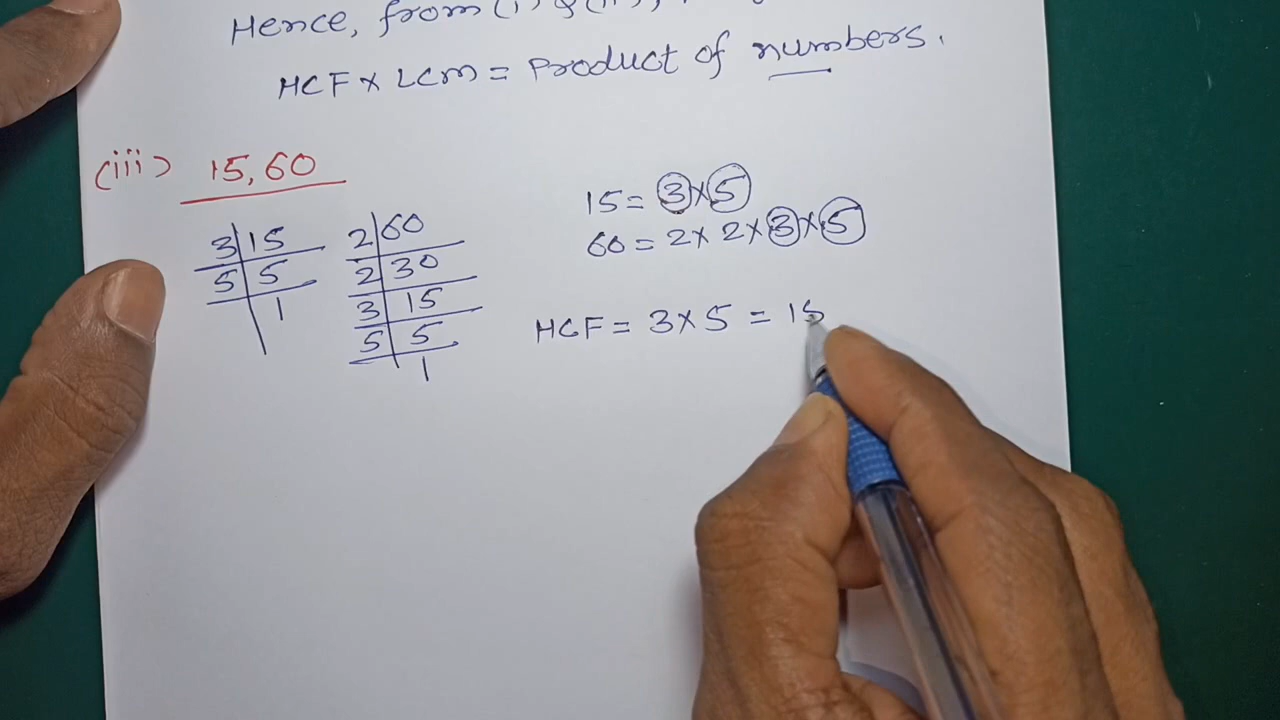 Hence, from (i)
HCF × LCM = Product of numbers.
(iii) 15, 60
3 | 15
5 | 5
1
2 | 60
2 | 30
3 | 15
5 | 5
1
15 = 3 × 5
60 = 2 × 2 × 3 × 5
HCF = 3 × 5 = 15